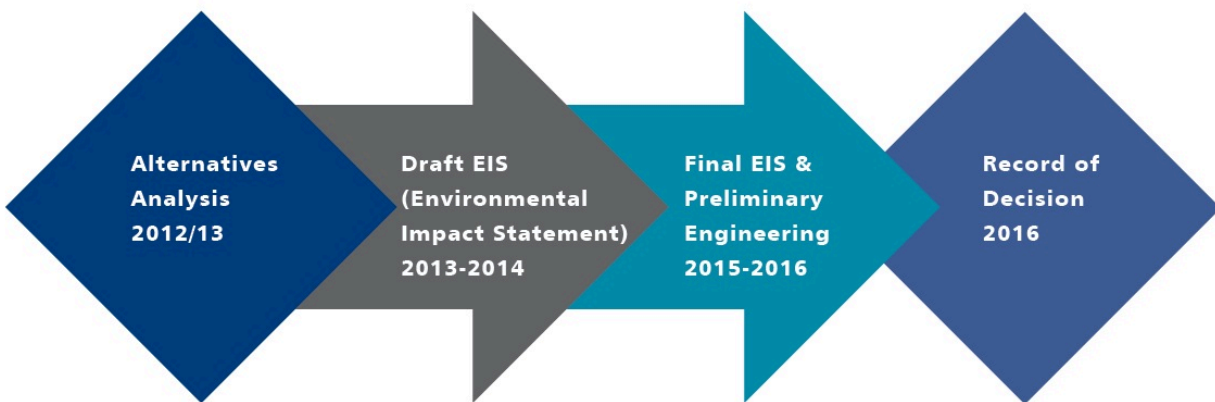 Alternatives
Analysis
2012/13
Draft EIS
(Environmental
Impact Statement)
2013-2014
Final EIS &
Preliminary
Engineering
2015-2016
Record of
Decision
2016